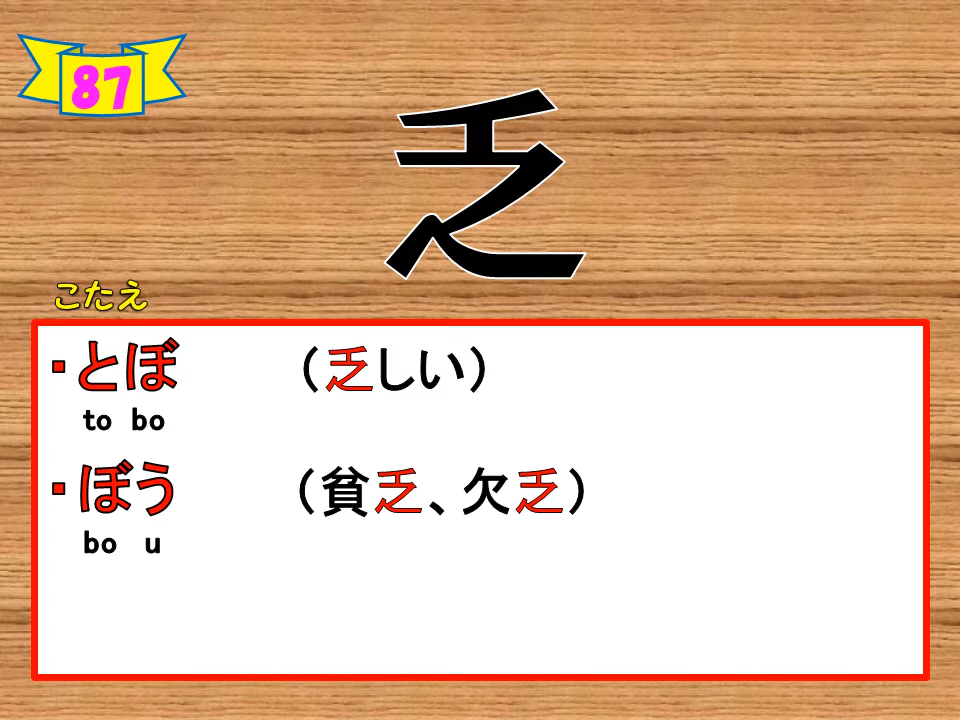 87
乏
こたえ
・とぼ （乏しい）
to bo
・ぼう （貧乏、欠乏）
bo u